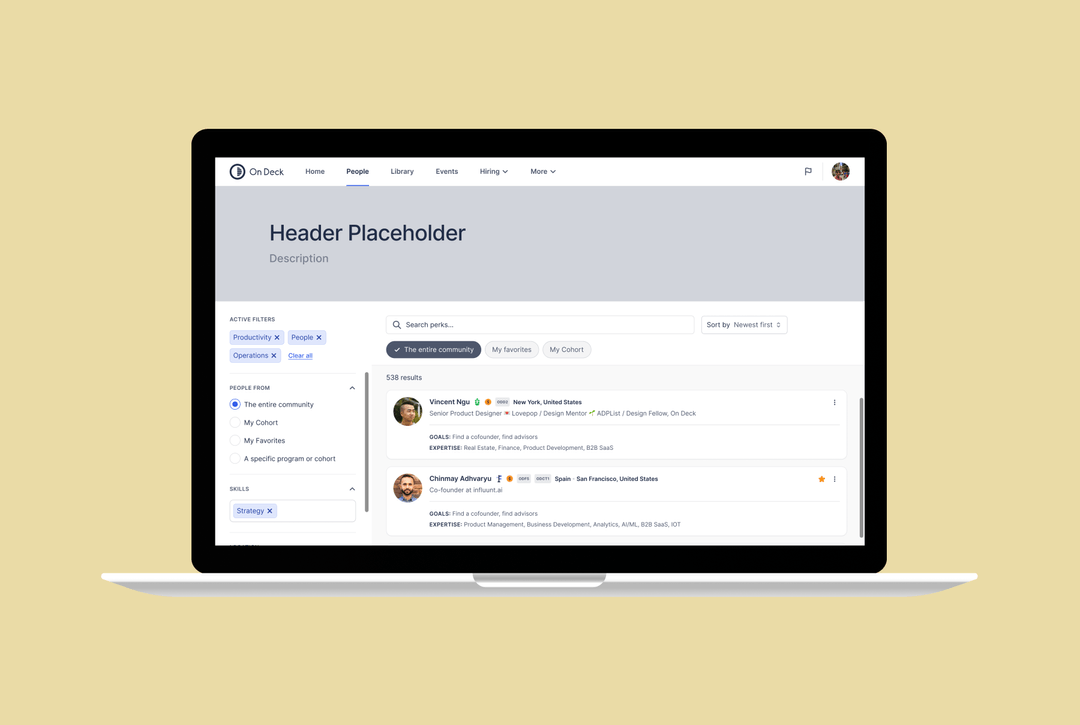 On Deck Home People Library Events Hiring More
Header Placeholder
Description
ACTIVE FILTERS
Productivity People
Operations Clear all
PEOPLE FROM
The entire community
My Cohort
My Favorites
A specific program or cohort
SKILLS
Strategy
Search perks...
Sort by Newest first
The entire community My favorites My Cohort
538 results
Vincent Ngu New York, United States
Senior Product Designer Lovepop / Design Mentor ADPList / Design Fellow, On Deck
GOALS: Find a cofounder, find advisors
EXPERTISE: Real Estate, Finance, Product Development, B2B SaaS
Chinmay Adhvaryu Spain · San Francisco, United States
Co-founder at influunt.ai
GOALS: Find a cofounder, find advisors
EXPERTISE: Product Management, Business Development, Analytics, AI/ML, B2B SaaS, IOT